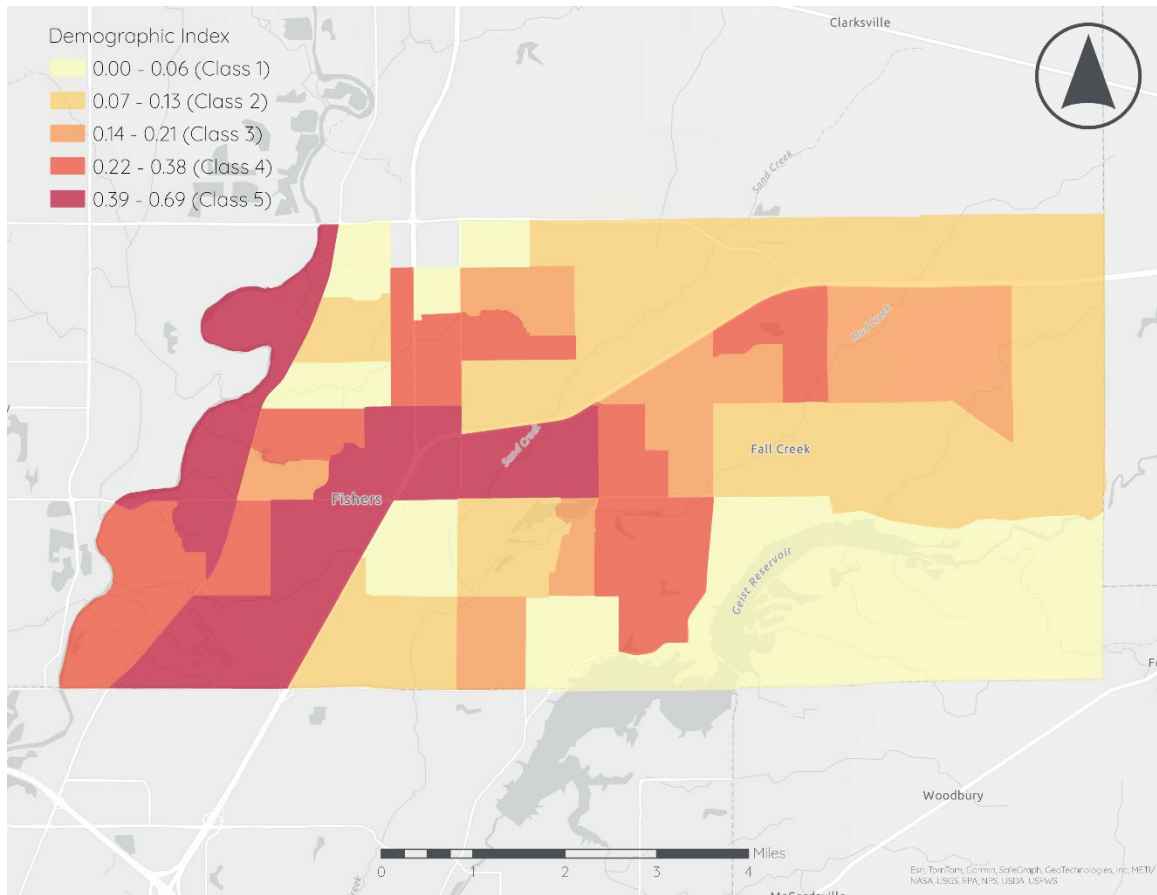 Demographic Index
0.00 - 0.06 (Class 1)
0.07 - 0.13 (Class 2)
0.14 - 0.21 (Class 3)
0.22 - 0.38 (Class 4)
0.39 - 0.69 (Class 5)
Clarksville
Sand Creek
Mud Creek
Sand Creek
Fall Creek
Fishers
Geist Reservoir
Woodbury
Miles
0 1 2 3 4
Esri, TomTom, Garmin, SafeGraph, GeoTechnologies, Inc, METI/
NASA, USGS, EPA, NPS, USDA, USFWS